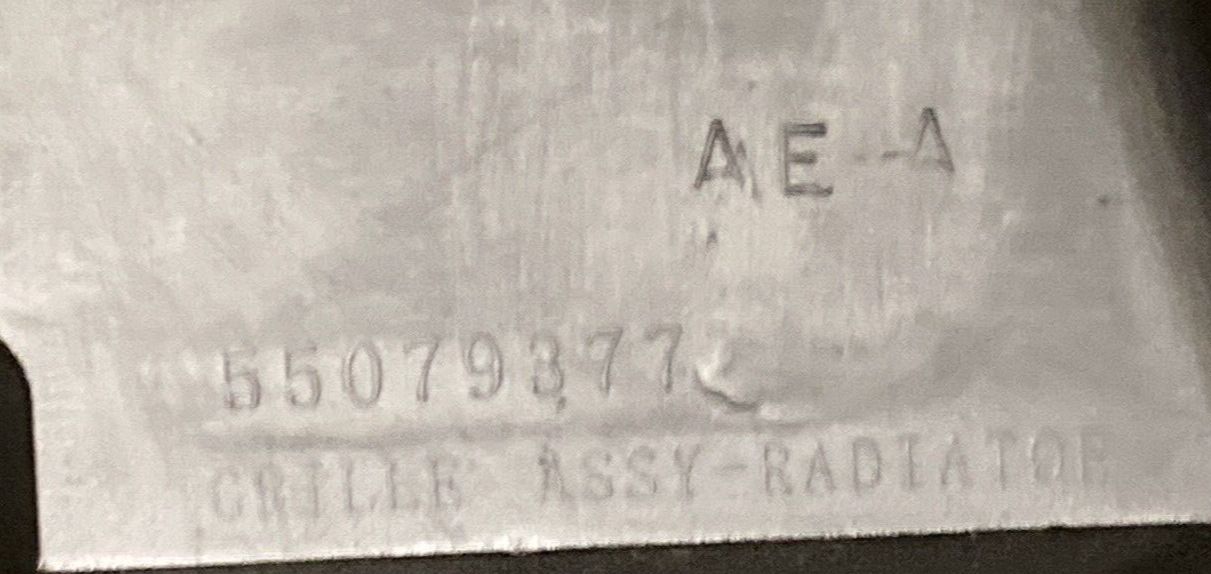 AE-A
55079377
GRILLE ASSY-RADIATOR